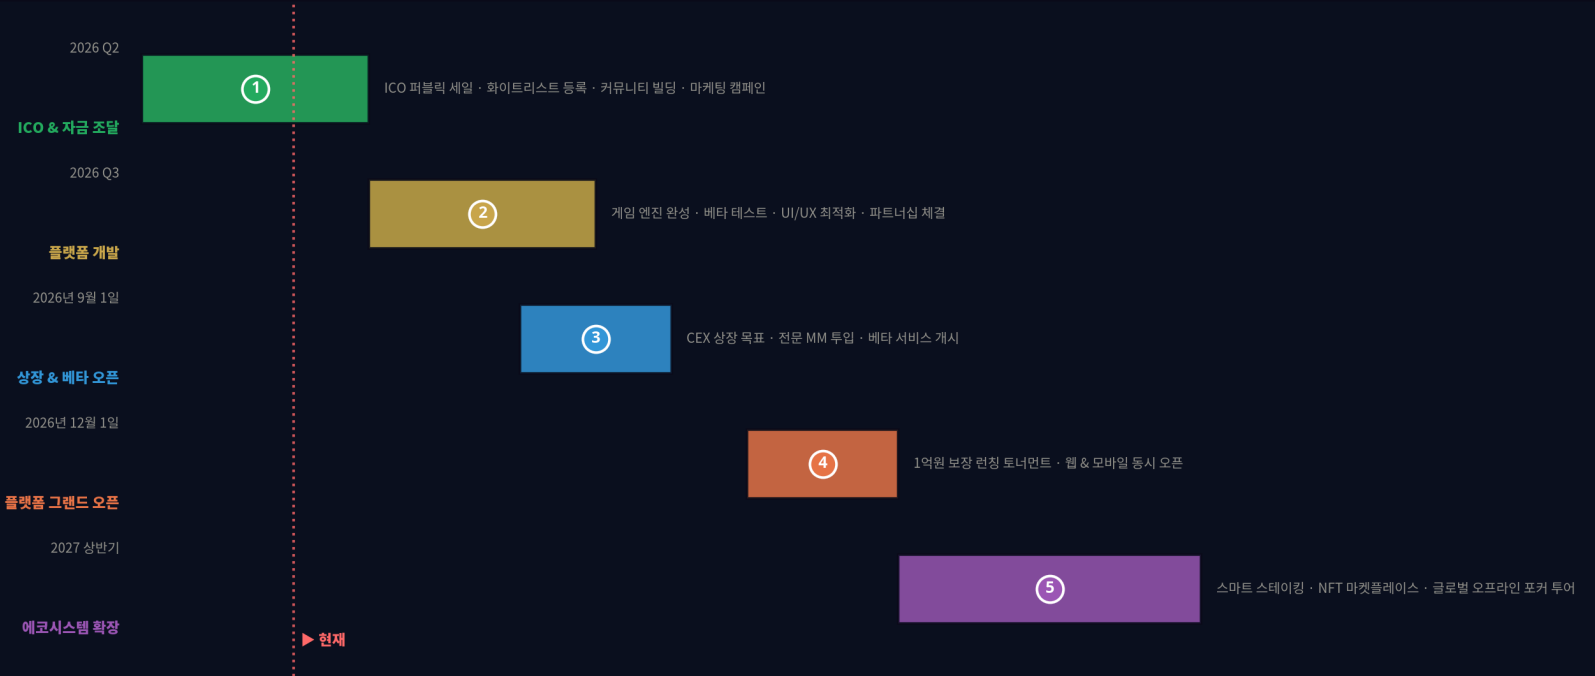 2026 Q2
1
ICO 퍼블릭 세일 · 화이트리스트 등록 · 커뮤니티 빌딩 · 마케팅 캠페인
ICO & 자금 조달
2026 Q3
2
게임 엔진 완성 · 베타 테스트 · UI/UX 최적화 · 파트너십 체결
플랫폼 개발
2026년 9월 1일
3
CEX 상장 목표 · 전문 MM 투입 · 베타 서비스 개시
상장 & 베타 오픈
2026년 12월 1일
4
1억원 보장 런칭 토너먼트 · 웹 & 모바일 동시 오픈
플랫폼 그랜드 오픈
2027 상반기
5
스마트 스테이킹 · NFT 마켓플레이스 · 글로벌 오프라인 포커 투어
에코시스템 확장
▶ 현재